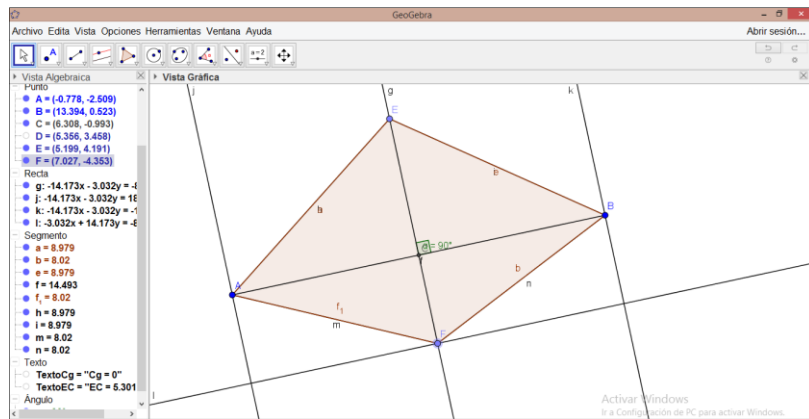 GeoGebra
Archivo Edita Vista Opciones Herramientas Ventana Ayuda
Abrir sesión...
A
a=2
Vista Algebraica
Vista Gráfica
Punto
A = (-0.778, -2.509)
B = (13.394, 0.523)
C = (6.308, -0.993)
D = (5.356, 3.458)
E = (5.199, 4.191)
F = (7.027, -4.353)
Recta
g: -14.173x - 3.032y = -8
j: -14.173x - 3.032y = 18
k: -14.173x - 3.032y = -1
l: -3.032x + 14.173y = -8
Segmento
a = 8.979
b = 8.02
e = 8.979
f = 14.493
f₁ = 8.02
h = 8.979
i = 8.979
m = 8.02
n = 8.02
Texto
TextoCg = "Cg = 0"
TextoEC = "EC = 5.301
Ángulo
j
g
k
E
B
= 90°
A
b
n
f₁
m
F
l
Activar Windows
Ir a Configuración de PC para activar Windows.